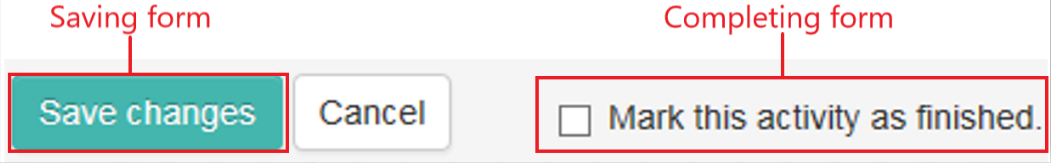 Saving form
Completing form
Save changes
Cancel
Mark this activity as finished.